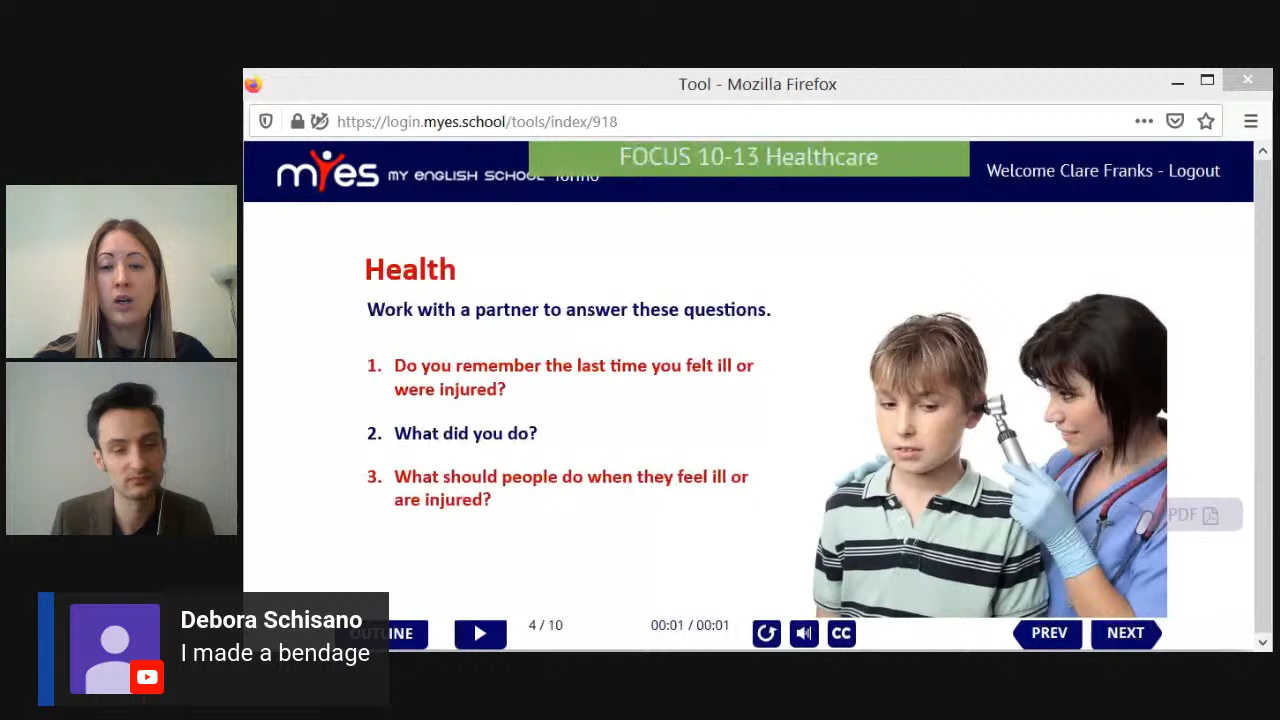 Tool - Mozilla Firefox
https://login.myes.school/tools/index/918
FOCUS 10-13 Healthcare
myes MY ENGLISH SCHOOL Torino
Welcome Clare Franks - Logout
Health
Work with a partner to answer these questions.
1. Do you remember the last time you felt ill or
were injured?
2. What did you do?
3. What should people do when they feel ill or
are injured?
PDF
OUTLINE
4 / 10
00:01 / 00:01
CC
PREV
NEXT
Debora Schisano
I made a bendage